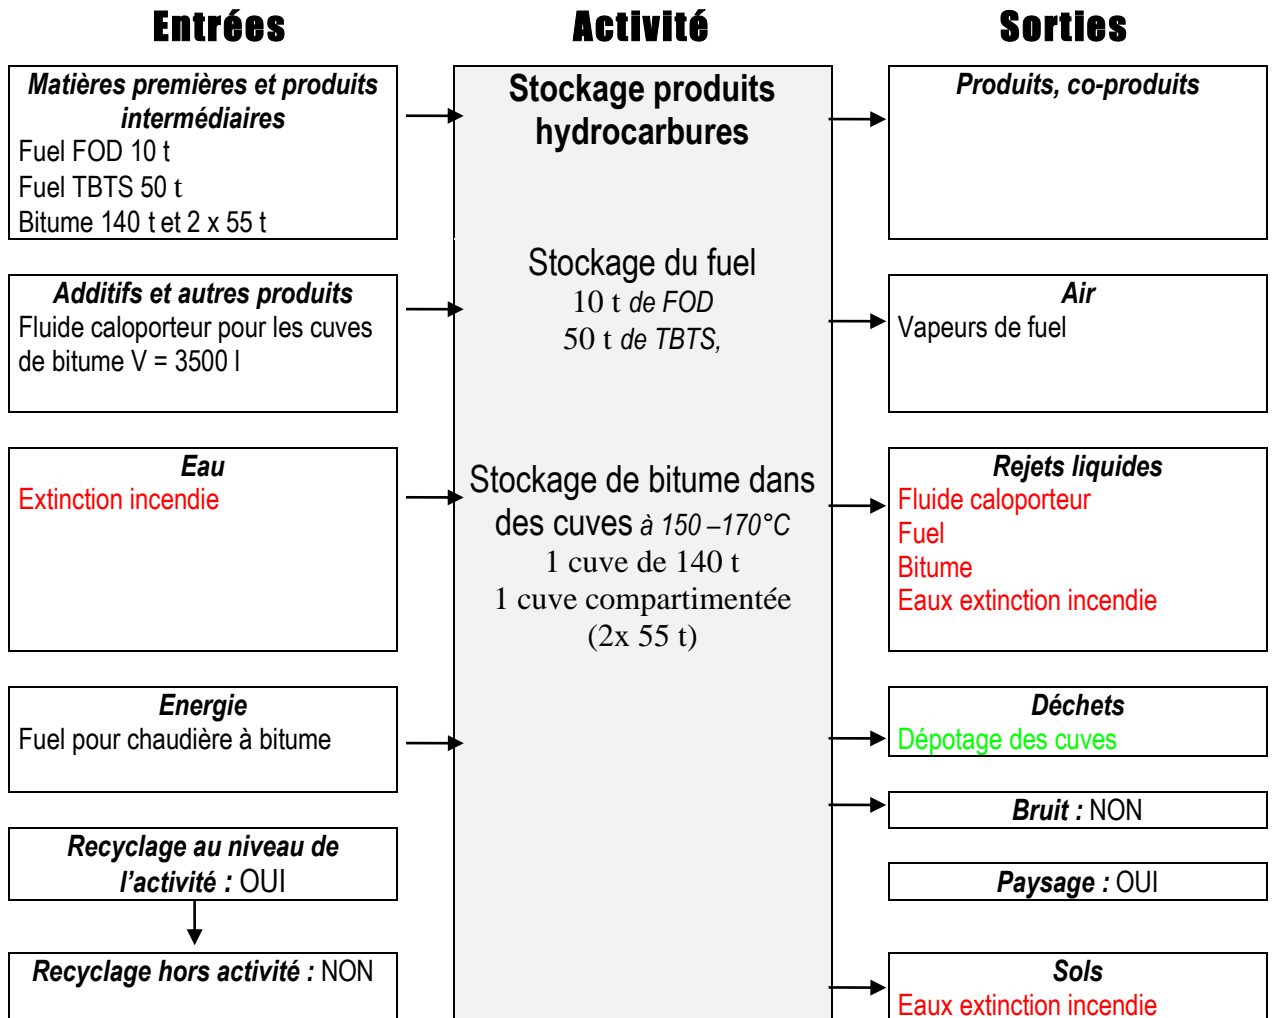 Entrées
Activité
Sorties
Matières premières et produits
intermédiaires
Fuel FOD 10 t
Fuel TBTS 50 t
Bitume 140 t et 2 x 55 t
Additifs et autres produits
Fluide caloporteur pour les cuves
de bitume V = 3500 l
Eau
Extinction incendie
Energie
Fuel pour chaudière à bitume
Recyclage au niveau de
l'activité : OUI
Recyclage hors activité : NON
Stockage produits
hydrocarbures
Stockage du fuel
10 t de FOD
50 t de TBTS,
Stockage de bitume dans
des cuves à 150 –170°C
1 cuve de 140 t
1 cuve compartimentée
(2x 55 t)
Produits, co-produits
Air
Vapeurs de fuel
Rejets liquides
Fluide caloporteur
Fuel
Bitume
Eaux extinction incendie
Déchets
Dépotage des cuves
Bruit : NON
Paysage : OUI
Sols
Eaux extinction incendie